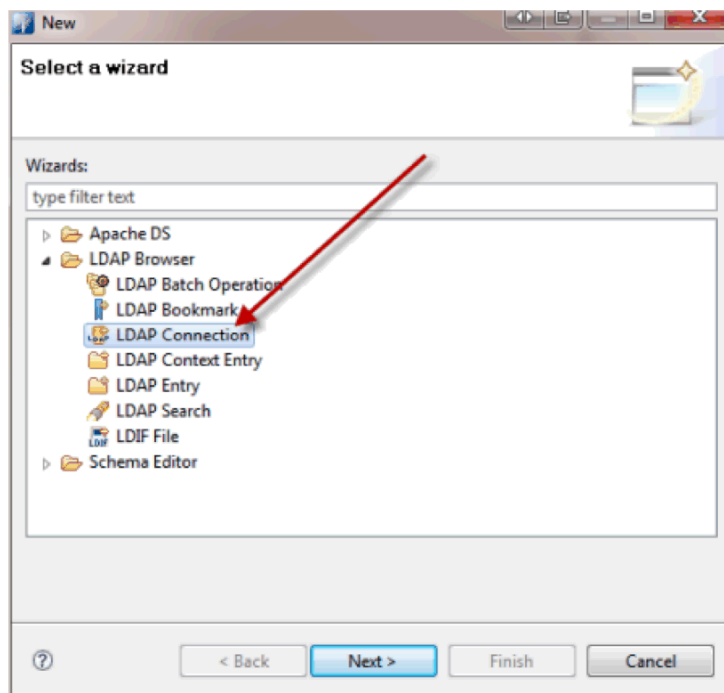 New
Select a wizard
Wizards:
type filter text
Apache DS
LDAP Browser
LDAP Batch Operation
LDAP Bookmark
LDAP Connection
LDAP Context Entry
LDAP Entry
LDAP Search
LDIF File
Schema Editor
< Back Next > Finish Cancel